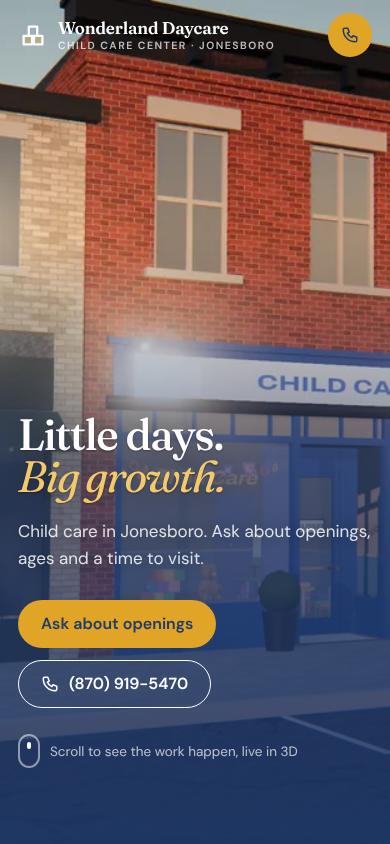 Wonderland Daycare
CHILD CARE CENTER · JONESBORO
CHILD CA
Little days.
Big growth.
Care
Child care in Jonesboro. Ask about openings,
ages and a time to visit.
Ask about openings
(870) 919-5470
Scroll to see the work happen, live in 3D